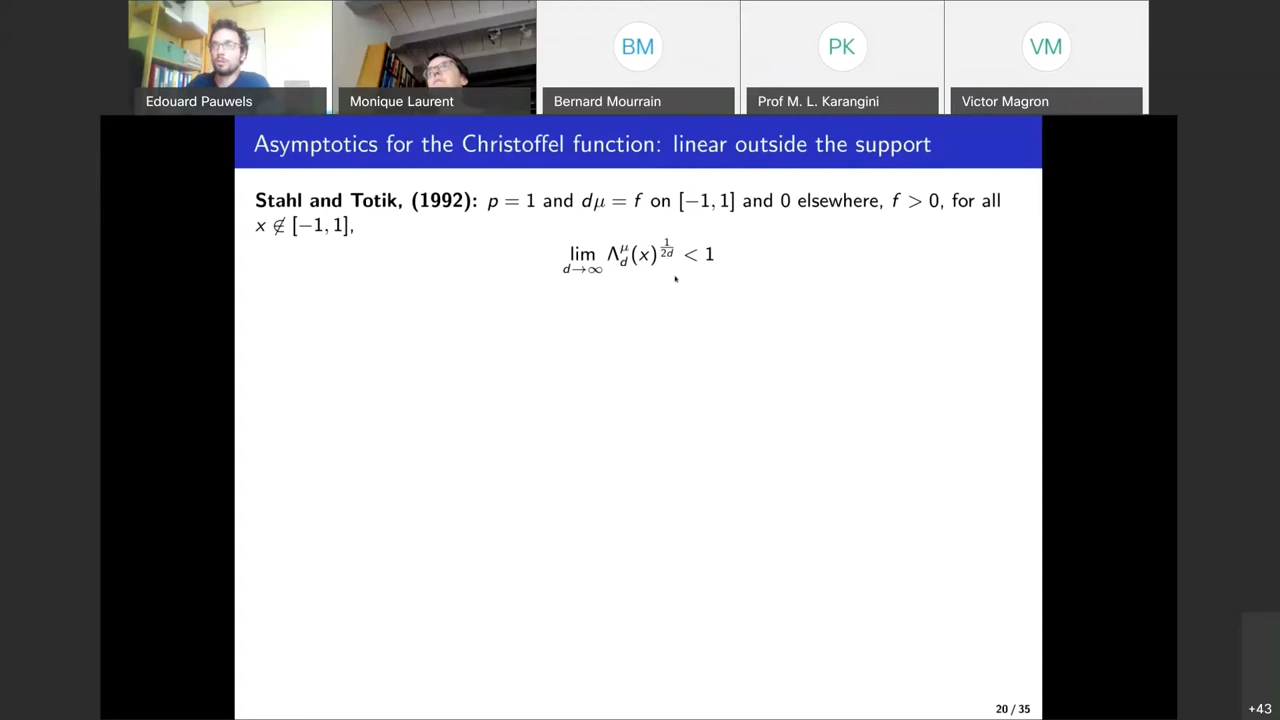 BM
PK
VM
Edouard Pauwels
Monique Laurent
Bernard Mourrain
Prof M. L. Karangini
Victor Magron
Asymptotics for the Christoffel function: linear outside the support
Stahl and Totik, (1992): p = 1 and dμ = f on [−1, 1] and 0 elsewhere, f > 0, for all
x ∉ [−1, 1],
lim_{d→∞} Λ_d^μ(x)^{1/2d} < 1
20 / 35
+43